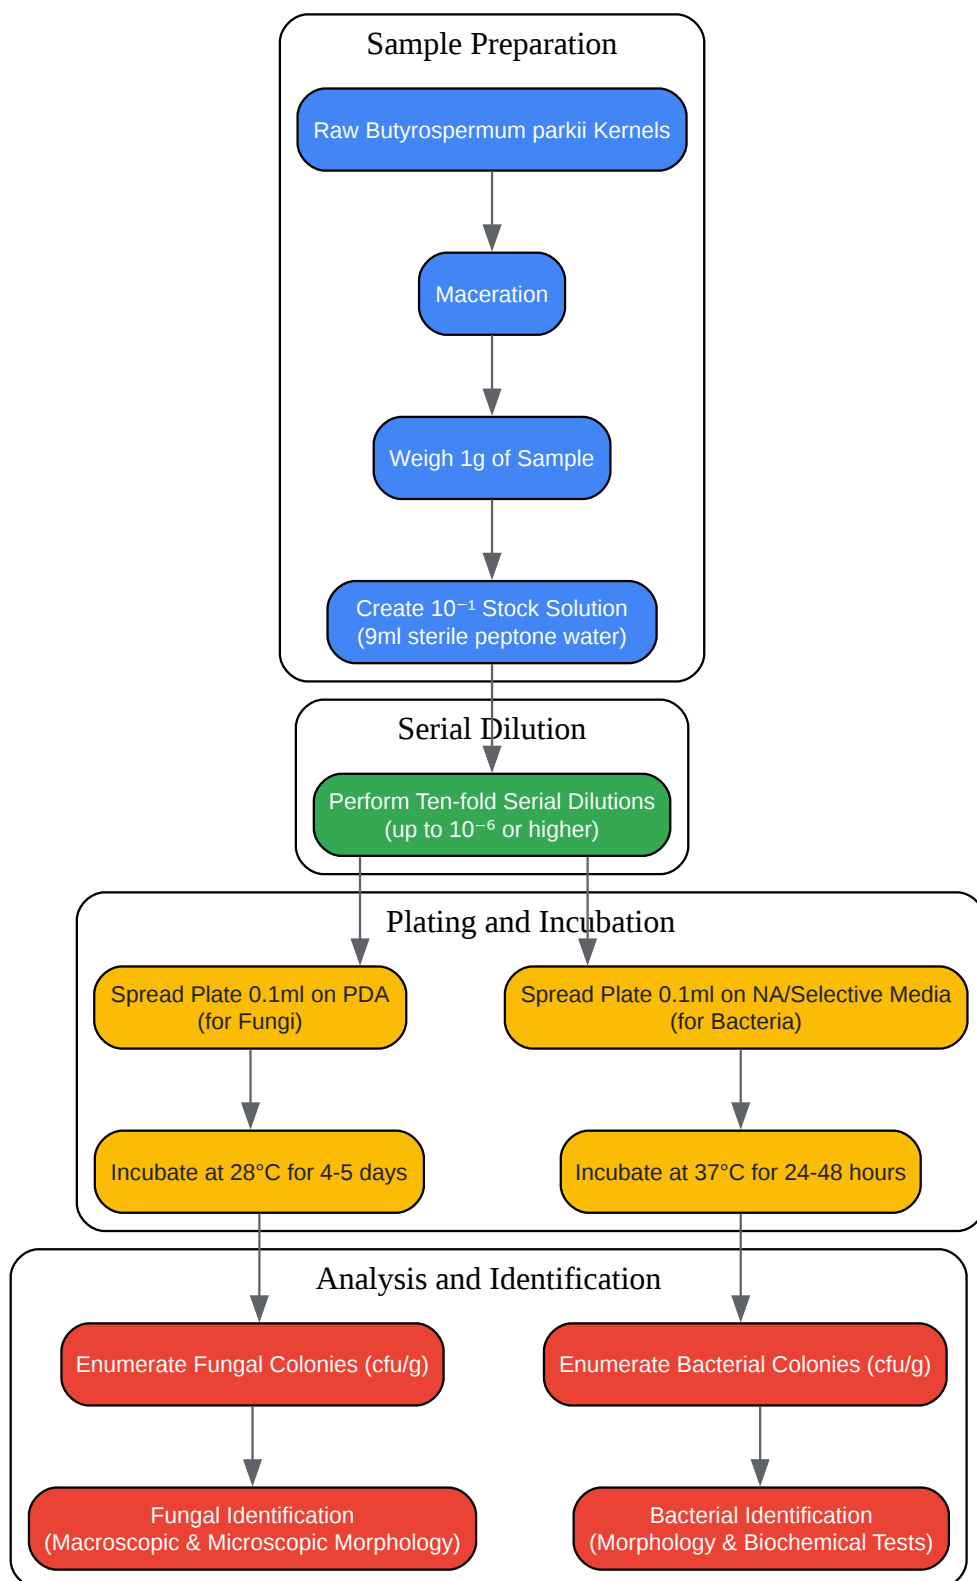 Sample Preparation
Raw Butyrospermum parkii Kernels
Maceration
Weigh 1g of Sample
Create 10⁻¹ Stock Solution
(9ml sterile peptone water)
Serial Dilution
Perform Ten-fold Serial Dilutions
(up to 10⁻⁶ or higher)
Plating and Incubation
Spread Plate 0.1ml on PDA
(for Fungi)
Spread Plate 0.1ml on NA/Selective Media
(for Bacteria)
Incubate at 28°C for 4-5 days
Incubate at 37°C for 24-48 hours
Analysis and Identification
Enumerate Fungal Colonies (cfu/g)
Enumerate Bacterial Colonies (cfu/g)
Fungal Identification
(Macroscopic & Microscopic Morphology)
Bacterial Identification
(Morphology & Biochemical Tests)